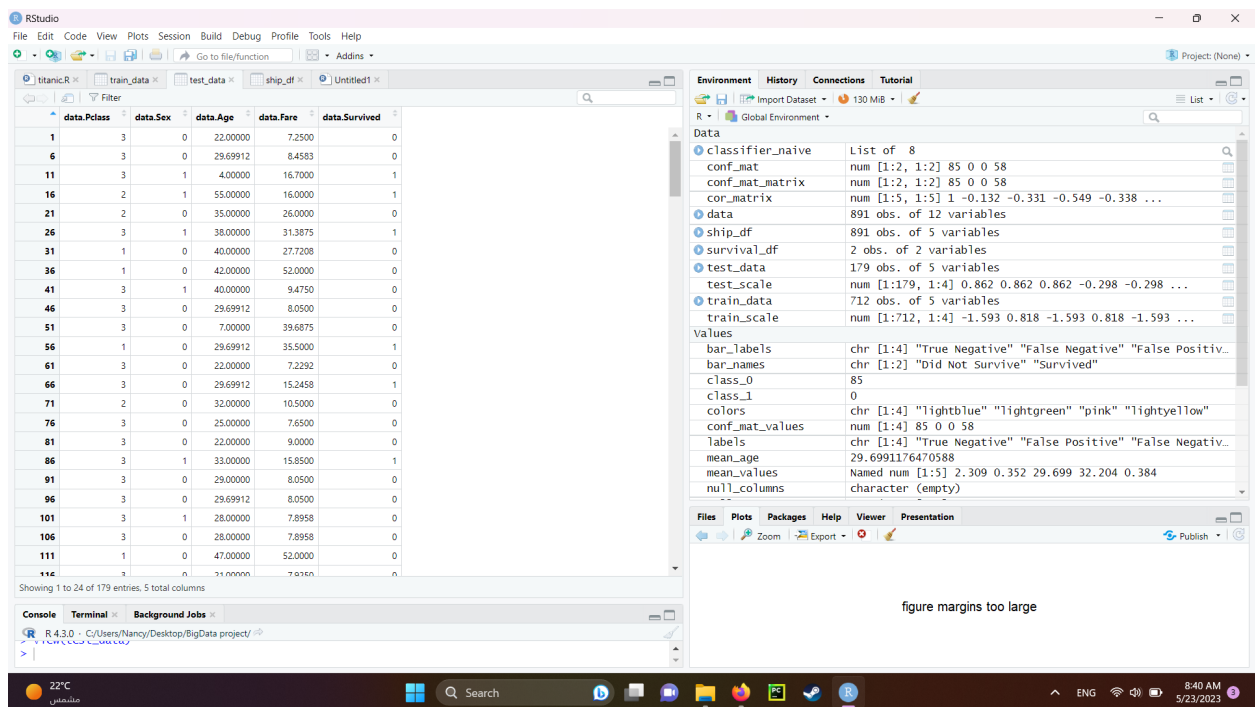 RStudio
File Edit Code View Plots Session Build Debug Profile Tools Help
Go to file/function Addins Project: (None)
titanic.R train_data test_data ship_df Untitled1
Filter
data.Pclass data.Sex data.Age data.Fare data.Survived
1 3 0 22.00000 7.2500 0
6 3 0 29.69912 8.4583 0
11 3 1 4.00000 16.7000 1
16 2 1 55.00000 16.0000 1
21 2 0 35.00000 26.0000 0
26 3 1 38.00000 31.3875 1
31 1 0 40.00000 27.7208 0
36 1 0 42.00000 52.0000 0
41 3 1 40.00000 9.4750 0
46 3 0 29.69912 8.0500 0
51 3 0 7.00000 39.6875 0
56 1 0 29.69912 35.5000 1
61 3 0 22.00000 7.2292 0
66 3 0 29.69912 15.2458 1
71 2 0 32.00000 10.5000 0
76 3 0 25.00000 7.6500 0
81 3 0 22.00000 9.0000 0
86 3 1 33.00000 15.8500 1
91 3 0 29.00000 8.0500 0
96 3 0 29.69912 8.0500 0
101 3 1 28.00000 7.8958 0
106 3 0 28.00000 7.8958 0
111 1 0 47.00000 52.0000 0
116 3 0 21.00000 7.9250 0
Showing 1 to 24 of 179 entries, 5 total columns
Console Terminal Background Jobs
R 4.3.0 · C:/Users/Nancy/Desktop/BigData project/
> View(test_data)
>
Environment History Connections Tutorial
Import Dataset 130 MiB List
R Global Environment
Data
classifier_naive List of 8
conf_mat num [1:2, 1:2] 85 0 0 58
conf_mat_matrix num [1:2, 1:2] 85 0 0 58
cor_matrix num [1:5, 1:5] 1 -0.132 -0.331 -0.549 -0.338 ...
data 891 obs. of 12 variables
ship_df 891 obs. of 5 variables
survival_df 2 obs. of 2 variables
test_data 179 obs. of 5 variables
test_scale num [1:179, 1:4] 0.862 0.862 0.862 -0.298 -0.298 ...
train_data 712 obs. of 5 variables
train_scale num [1:712, 1:4] -1.593 0.818 -1.593 0.818 -1.593 ...
Values
bar_labels chr [1:4] "True Negative" "False Negative" "False Positiv…
bar_names chr [1:2] "Did Not Survive" "Survived"
class_0 85
class_1 0
colors chr [1:4] "lightblue" "lightgreen" "pink" "lightyellow"
conf_mat_values num [1:4] 85 0 0 58
labels chr [1:4] "True Negative" "False Positive" "False Negativ…
mean_age 29.6991176470588
mean_values Named num [1:5] 2.309 0.352 29.699 32.204 0.384
null_columns character (empty)
Files Plots Packages Help Viewer Presentation
Zoom Export Publish
figure margins too large
22°C
مشمس
Search
PC
ENG
8:40 AM
5/23/2023
3